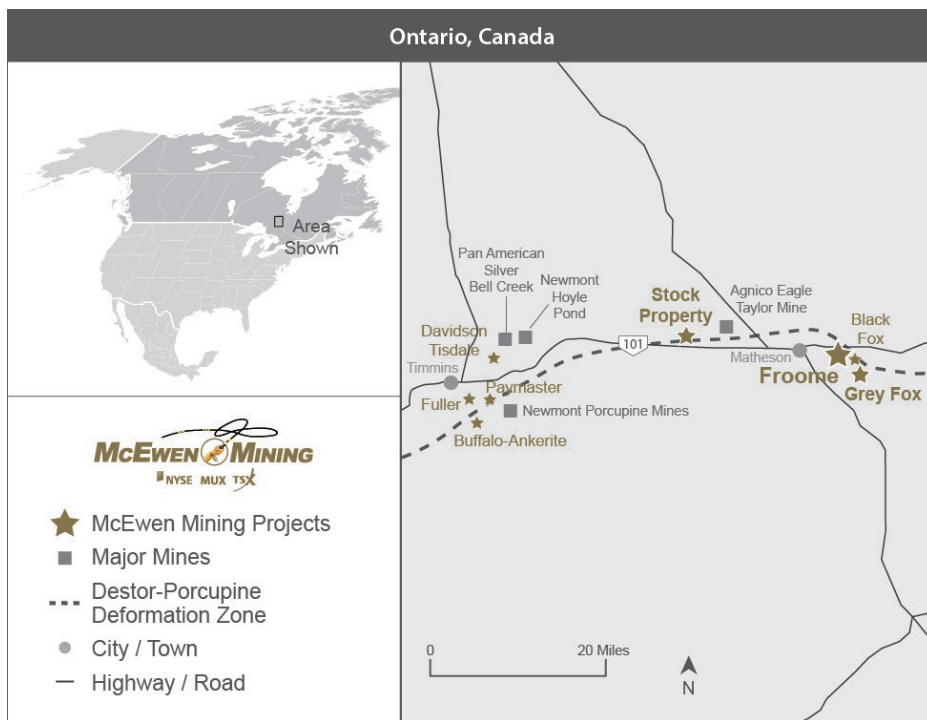 Ontario, Canada
Area
Shown
McEWEN MINING
NYSE MUX TSX
McEwen Mining Projects
Major Mines
Destor-Porcupine
Deformation Zone
City / Town
Highway / Road
Pan American
Silver
Bell Creek
Newmont
Hoyle
Pond
Stock
Property
Agnico Eagle
Taylor Mine
Davidson
Tisdale
101
Black
Fox
Timmins
Matheson
Froome
Grey Fox
Fuller
Paymaster
Newmont Porcupine Mines
Buffalo-Ankerite
0
20 Miles
N